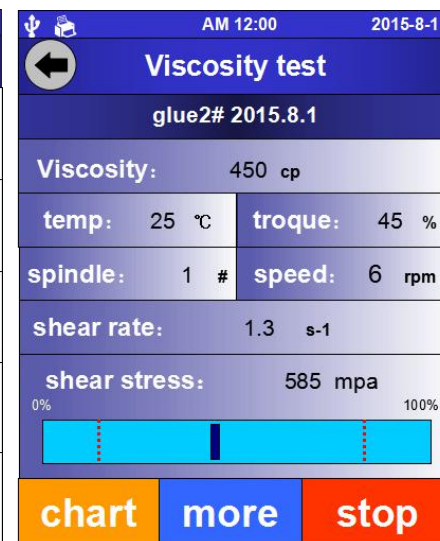 AM 12:00 2015-8-1
Viscosity test
glue2# 2015.8.1
Viscosity： 450 cp
temp： 25 ℃ troque： 45 %
spindle： 1 # speed： 6 rpm
shear rate： 1.3 s-1
shear stress： 585 mpa
0% 100%
chart more stop